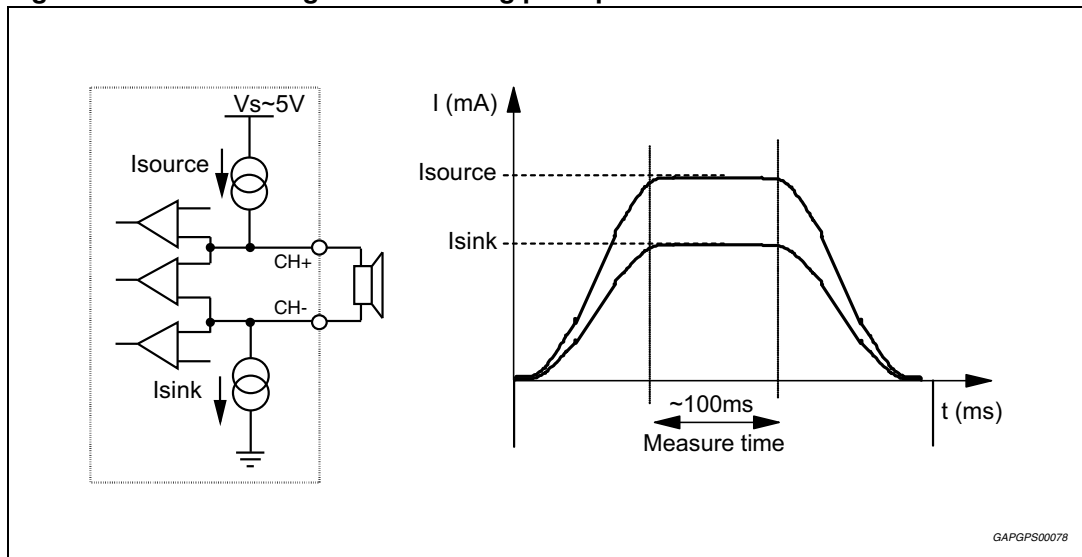 Vs~5V
Isource
CH+
CH-
Isink
I (mA)
Isource
Isink
~100ms
Measure time
t (ms)
GAPGPS00078